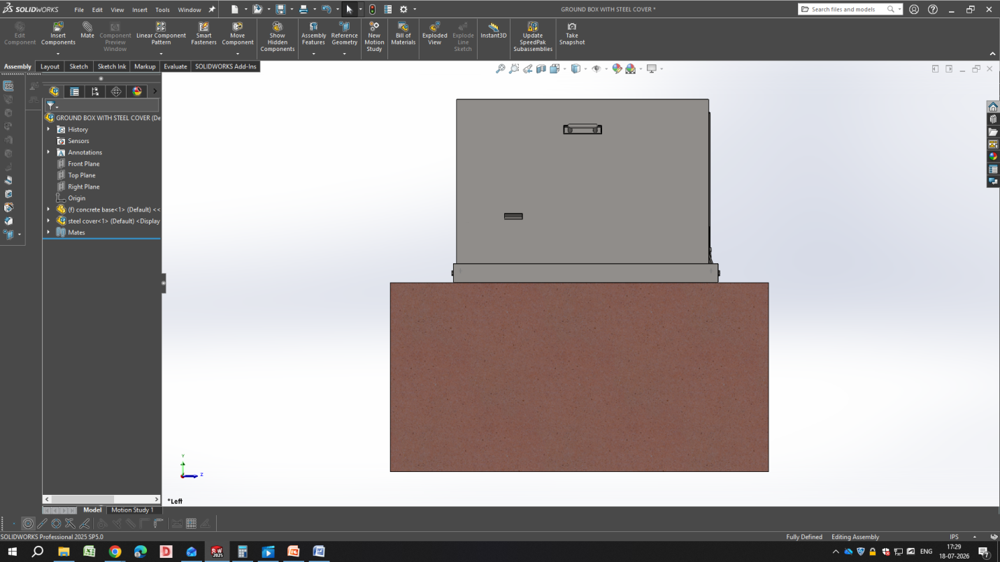 SOLIDWORKS File Edit View Insert Tools Window
GROUND BOX WITH STEEL COVER *
Search files and models
Edit Component
Insert Components
Mate
Component Preview Window
Linear Component Pattern
Smart Fasteners
Move Component
Show Hidden Components
Assembly Features
Reference Geometry
New Motion Study
Bill of Materials
Exploded View
Explode Line Sketch
Instant3D
Update SpeedPak Subassemblies
Take Snapshot
Assembly Layout Sketch Sketch Ink Markup Evaluate SOLIDWORKS Add-Ins
GROUND BOX WITH STEEL COVER (De
History
Sensors
Annotations
Front Plane
Top Plane
Right Plane
Origin
(f) concrete base<1> (Default) <<
steel cover<1> (Default) <Display
Mates
Y
Z
*Left
Model Motion Study 1
SOLIDWORKS Professional 2025 SP5.0
Fully Defined Editing Assembly IPS
ENG
17:29
18-07-2026